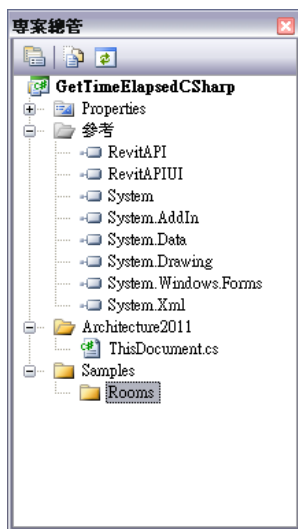 專案總管
GetTimeElapsedCSharp
Properties
參考
RevitAPI
RevitAPIUI
System
System.AddIn
System.Data
System.Drawing
System.Windows.Forms
System.Xml
Architecture2011
ThisDocument.cs
Samples
Rooms